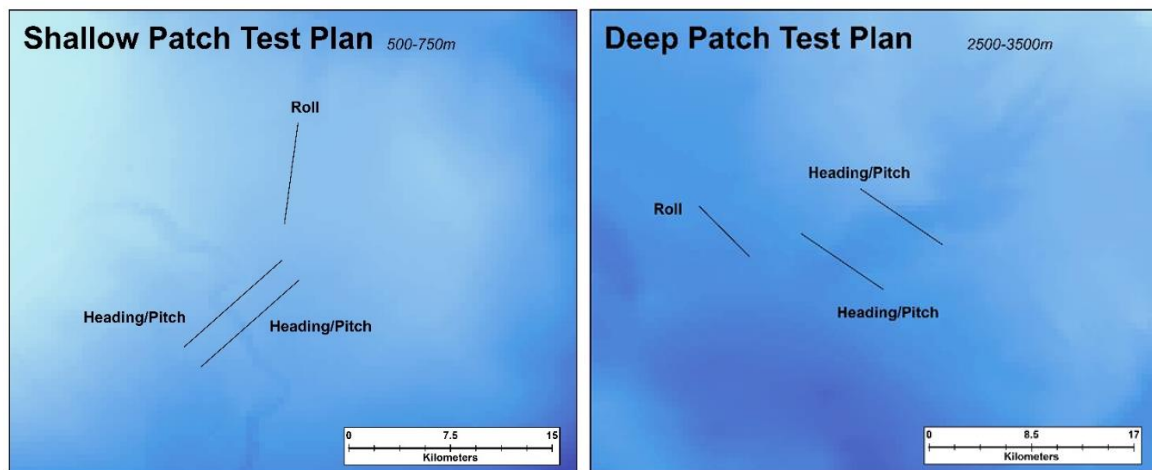 Shallow Patch Test Plan 500-750m
Roll
Heading/Pitch
Heading/Pitch
0 7.5 15
Kilometers
Deep Patch Test Plan 2500-3500m
Heading/Pitch
Roll
Heading/Pitch
0 8.5 17
Kilometers